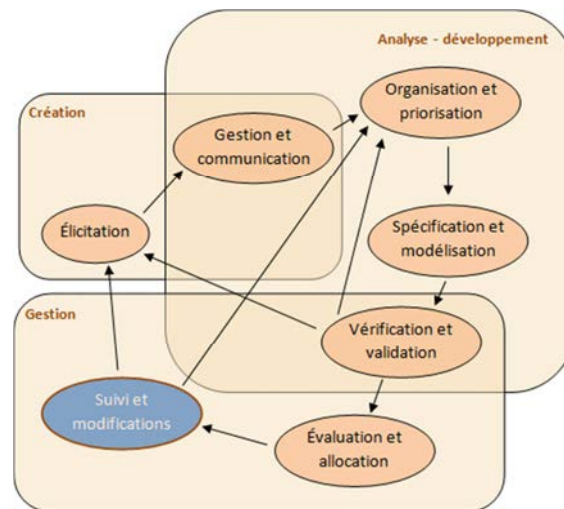 Analyse - développement
Organisation et
priorisation
Création
Gestion et
communication
Élicitation
Spécification et
modélisation
Gestion
Vérification et
validation
Suivi et
modifications
Évaluation et
allocation